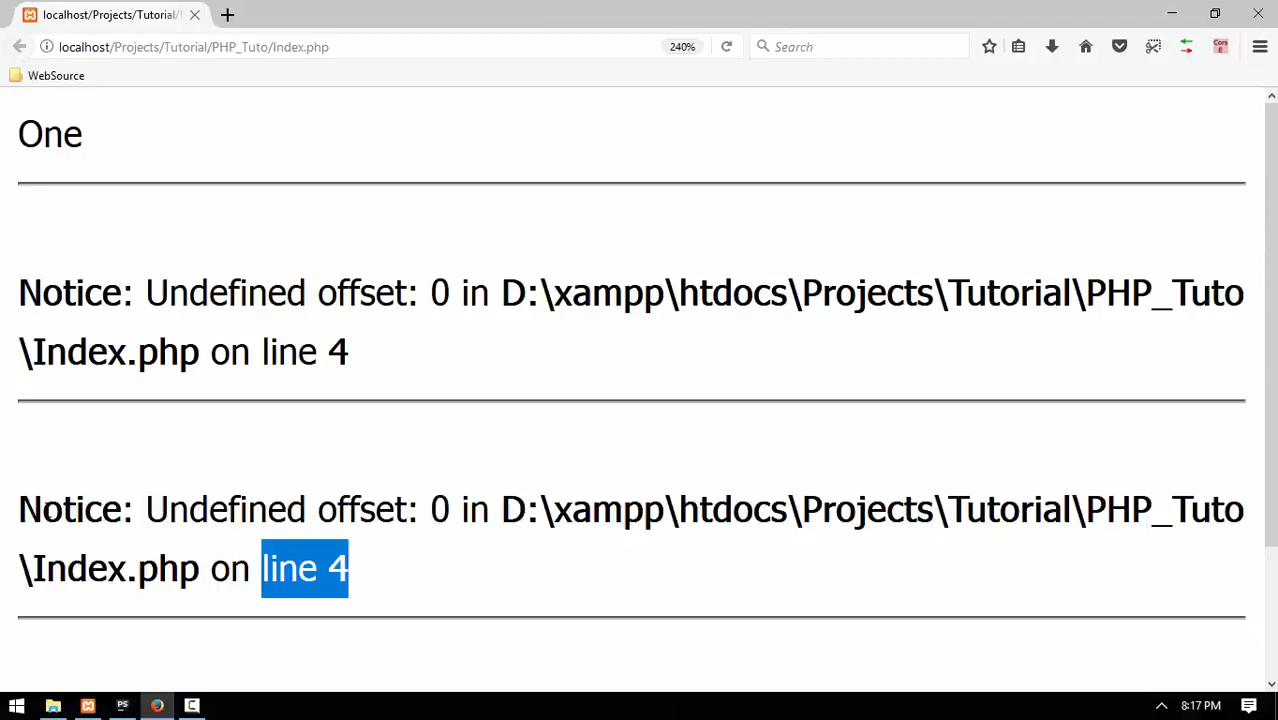 localhost/Projects/Tutorial/
localhost/Projects/Tutorial/PHP_Tuto/Index.php
240%
Search
WebSource
One
Notice: Undefined offset: 0 in D:\xampp\htdocs\Projects\Tutorial\PHP_Tuto
\Index.php on line 4
Notice: Undefined offset: 0 in D:\xampp\htdocs\Projects\Tutorial\PHP_Tuto
\Index.php on line 4
PS
C
8:17 PM